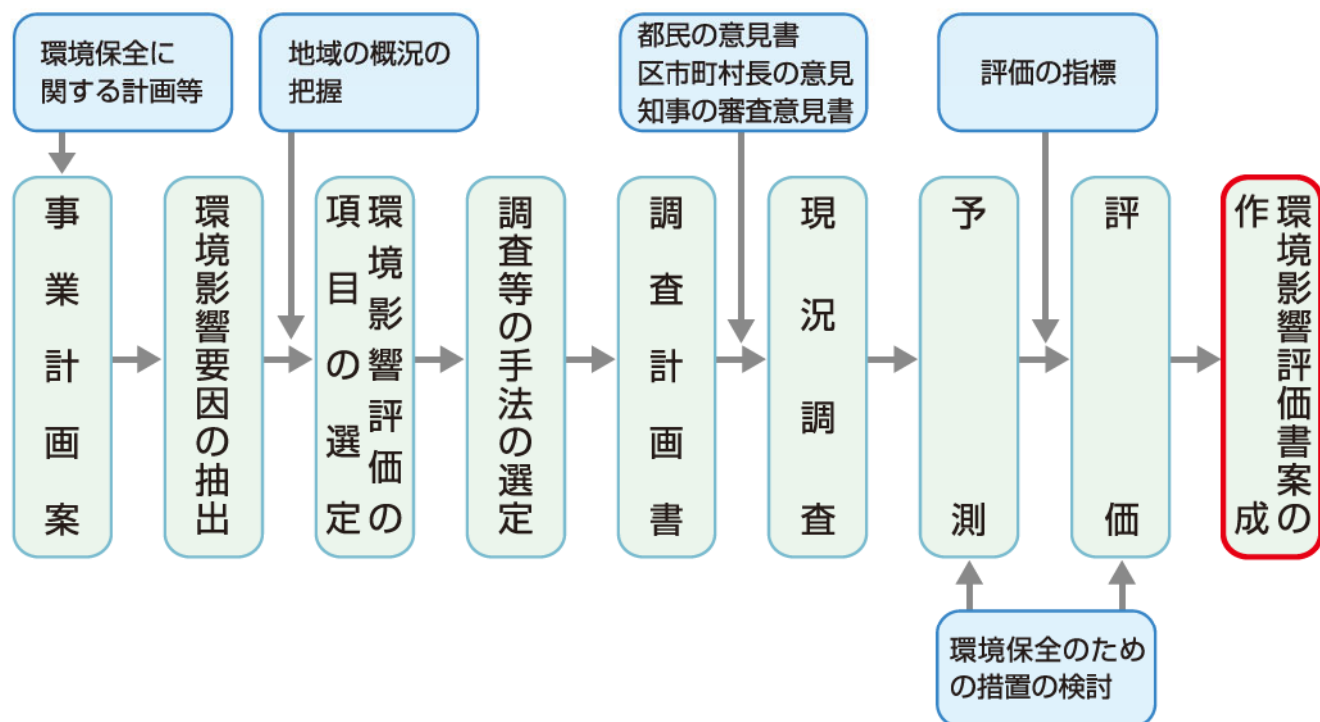 環境保全に
関する計画等
地域の概況の
把握
都民の意見書
区市町村長の意見
知事の審査意見書
評価の指標
事業計画案
環境影響要因の抽出
環境影響評価の
項目の選定
調査等の手法の選定
調査計画書
現況調査
予測
評価
環境影響評価書案の
作成
環境保全のため
の措置の検討